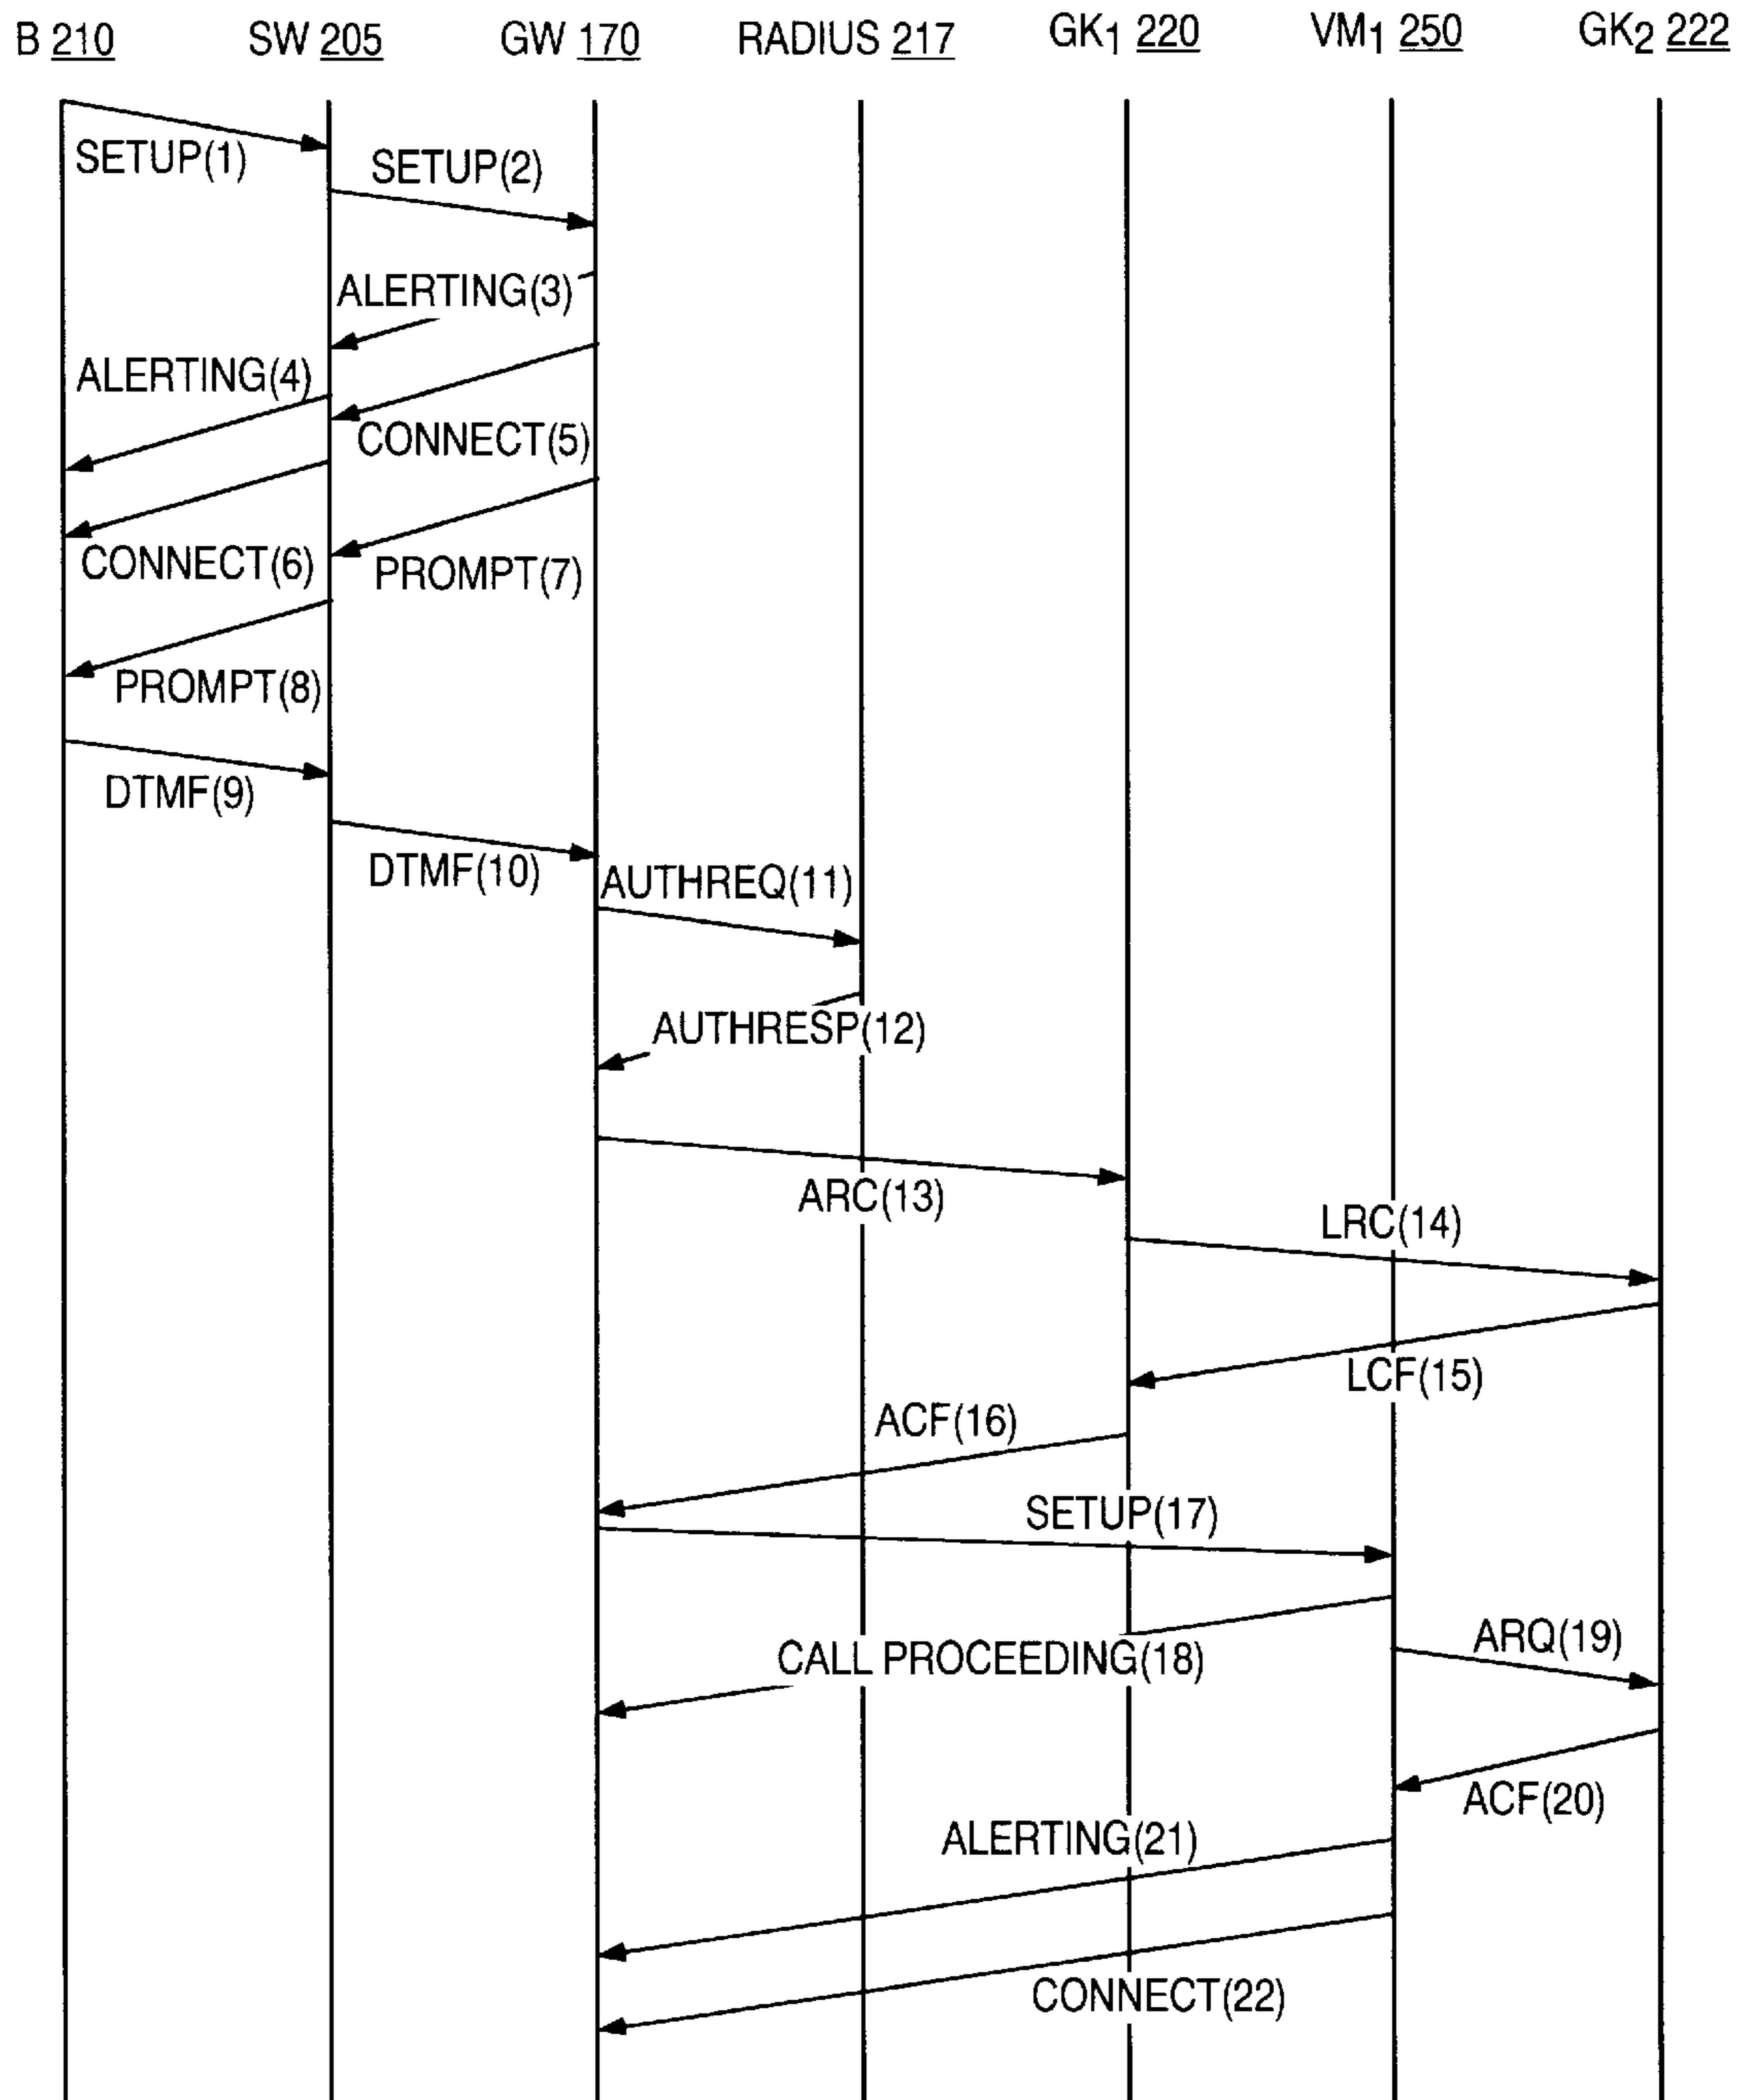 B 210 SW 205 GW 170 RADIUS 217 GK1 220 VM1 250 GK2 222
SETUP(1)
SETUP(2)
ALERTING(3)
ALERTING(4)
CONNECT(5)
CONNECT(6)
PROMPT(7)
PROMPT(8)
DTMF(9)
DTMF(10)
AUTHREQ(11)
AUTHRESP(12)
ARC(13)
LRC(14)
LCF(15)
ACF(16)
SETUP(17)
CALL PROCEEDING(18)
ARQ(19)
ACF(20)
ALERTING(21)
CONNECT(22)